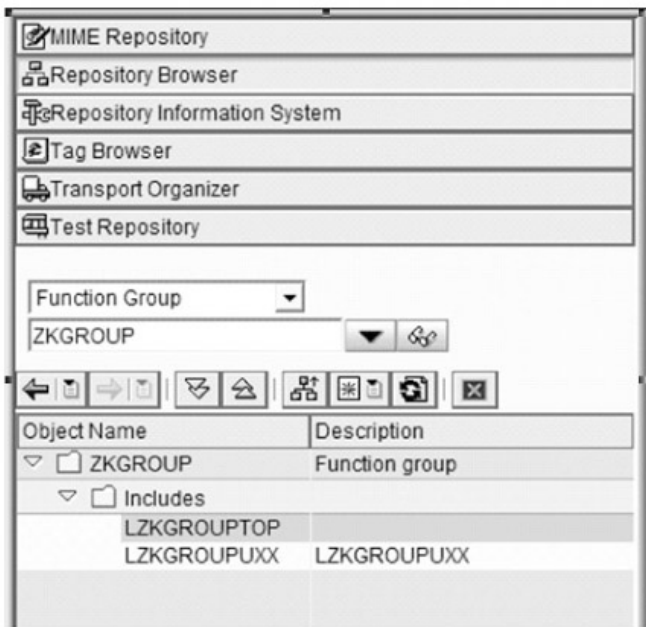 MIME Repository
Repository Browser
Repository Information System
Tag Browser
Transport Organizer
Test Repository
Function Group
ZKGROUP
Object Name Description
ZKGROUP Function group
Includes
LZKGROUPTOP
LZKGROUPUXX LZKGROUPUXX